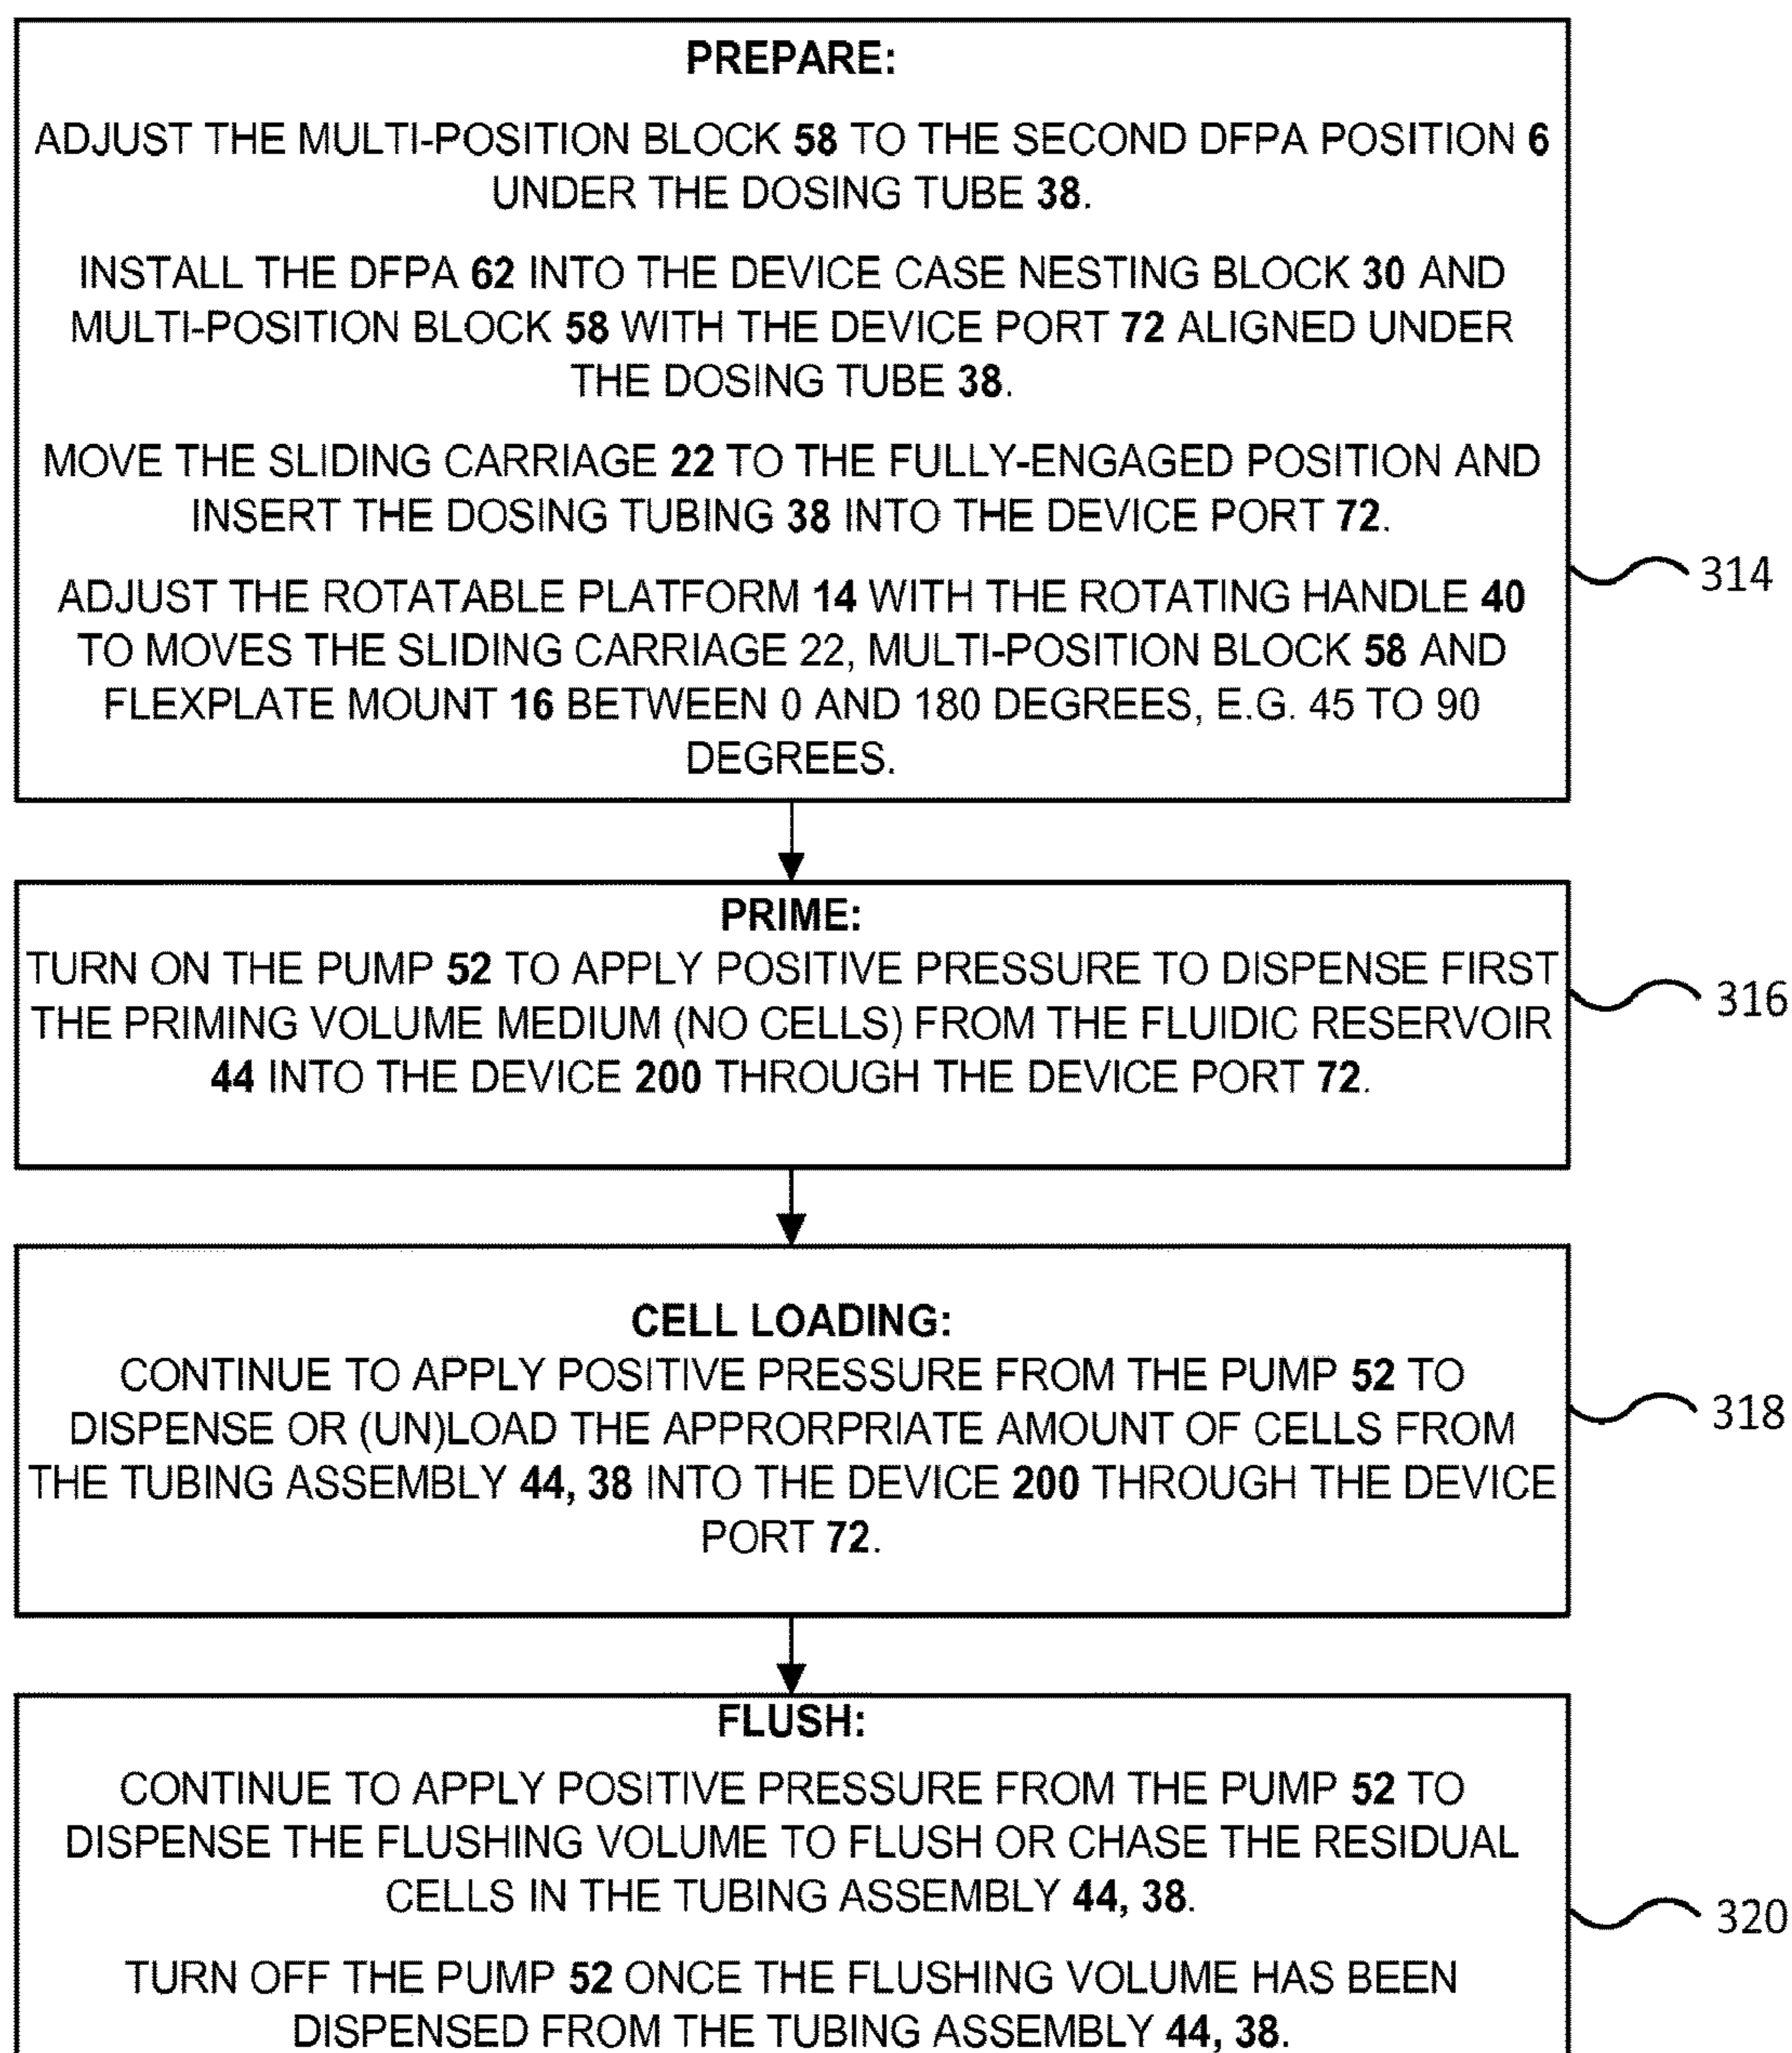 PREPARE:
ADJUST THE MULTI-POSITION BLOCK 58 TO THE SECOND DFPA POSITION 6
UNDER THE DOSING TUBE 38.
INSTALL THE DFPA 62 INTO THE DEVICE CASE NESTING BLOCK 30 AND
MULTI-POSITION BLOCK 58 WITH THE DEVICE PORT 72 ALIGNED UNDER
THE DOSING TUBE 38.
MOVE THE SLIDING CARRIAGE 22 TO THE FULLY-ENGAGED POSITION AND
INSERT THE DOSING TUBING 38 INTO THE DEVICE PORT 72.
ADJUST THE ROTATABLE PLATFORM 14 WITH THE ROTATING HANDLE 40
TO MOVES THE SLIDING CARRIAGE 22, MULTI-POSITION BLOCK 58 AND
FLEXPLATE MOUNT 16 BETWEEN 0 AND 180 DEGREES, E.G. 45 TO 90
DEGREES.
314
PRIME:
TURN ON THE PUMP 52 TO APPLY POSITIVE PRESSURE TO DISPENSE FIRST
THE PRIMING VOLUME MEDIUM (NO CELLS) FROM THE FLUIDIC RESERVOIR
44 INTO THE DEVICE 200 THROUGH THE DEVICE PORT 72.
316
CELL LOADING:
CONTINUE TO APPLY POSITIVE PRESSURE FROM THE PUMP 52 TO
DISPENSE OR (UN)LOAD THE APPRORPRIATE AMOUNT OF CELLS FROM
THE TUBING ASSEMBLY 44, 38 INTO THE DEVICE 200 THROUGH THE DEVICE
PORT 72.
318
FLUSH:
CONTINUE TO APPLY POSITIVE PRESSURE FROM THE PUMP 52 TO
DISPENSE THE FLUSHING VOLUME TO FLUSH OR CHASE THE RESIDUAL
CELLS IN THE TUBING ASSEMBLY 44, 38.
TURN OFF THE PUMP 52 ONCE THE FLUSHING VOLUME HAS BEEN
DISPENSED FROM THE TUBING ASSEMBLY 44, 38.
320